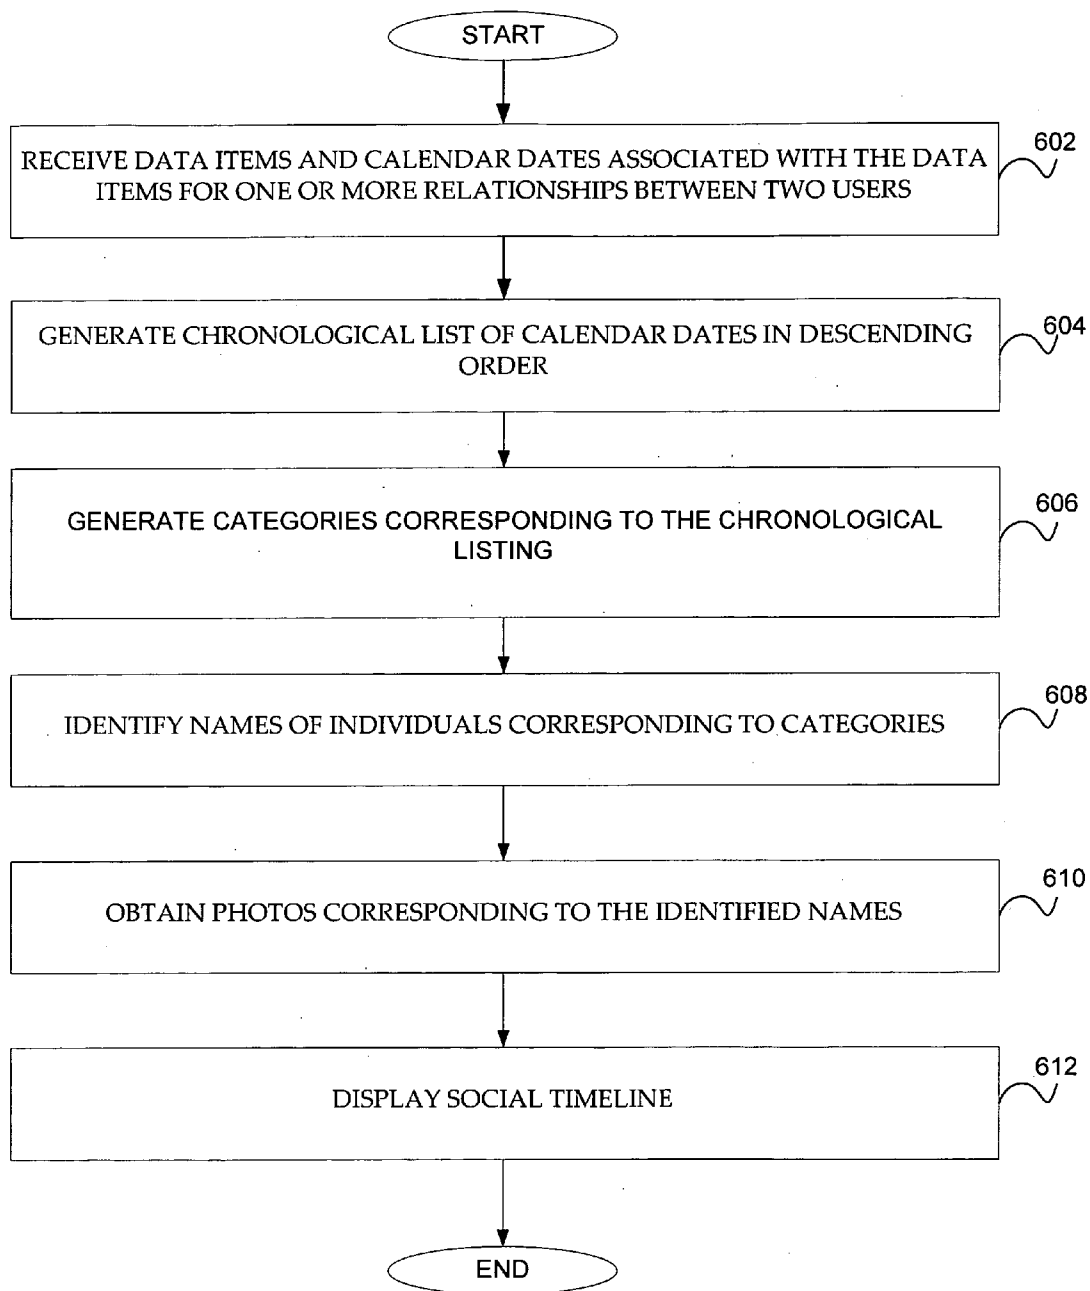 START
RECEIVE DATA ITEMS AND CALENDAR DATES ASSOCIATED WITH THE DATA
ITEMS FOR ONE OR MORE RELATIONSHIPS BETWEEN TWO USERS
602
GENERATE CHRONOLOGICAL LIST OF CALENDAR DATES IN DESCENDING
ORDER
604
GENERATE CATEGORIES CORRESPONDING TO THE CHRONOLOGICAL
LISTING
606
IDENTIFY NAMES OF INDIVIDUALS CORRESPONDING TO CATEGORIES
608
OBTAIN PHOTOS CORRESPONDING TO THE IDENTIFIED NAMES
610
DISPLAY SOCIAL TIMELINE
612
END